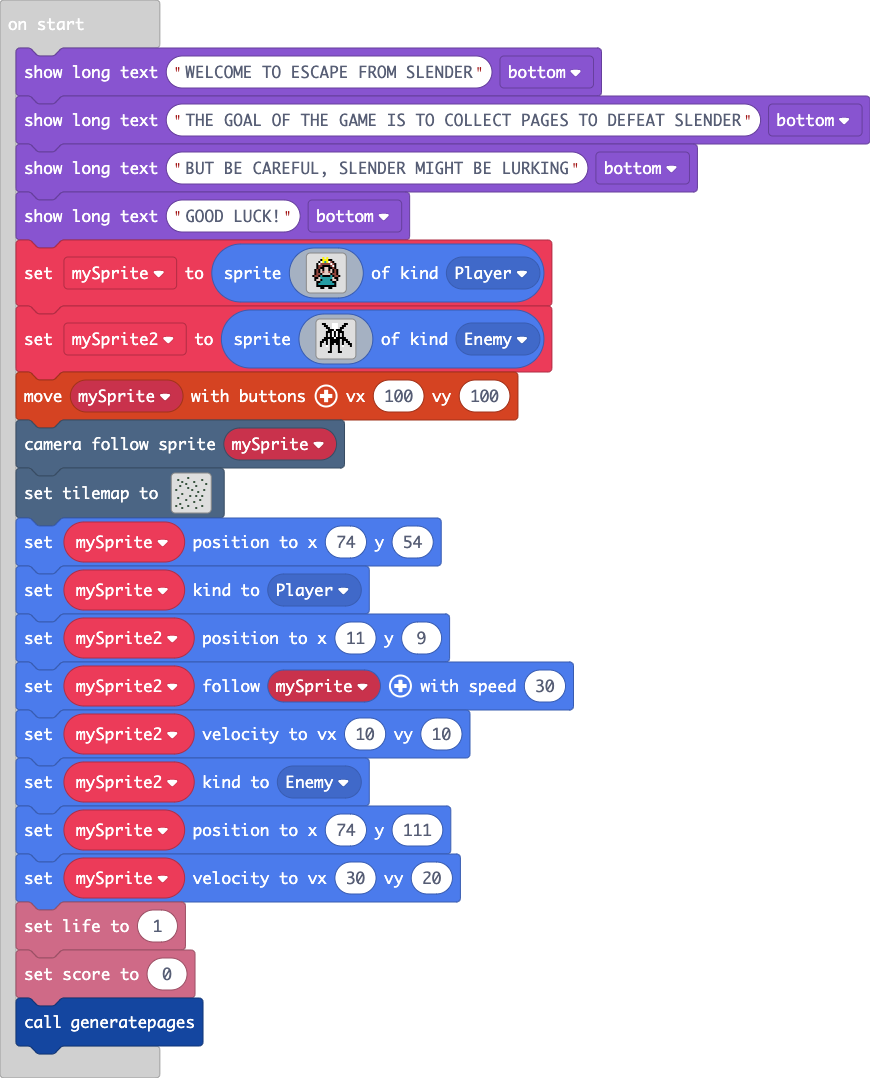 on start
show long text "WELCOME TO ESCAPE FROM SLENDER" bottom
show long text "THE GOAL OF THE GAME IS TO COLLECT PAGES TO DEFEAT SLENDER" bottom
show long text "BUT BE CAREFUL, SLENDER MIGHT BE LURKING" bottom
show long text "GOOD LUCK!" bottom
set mySprite to sprite of kind Player
set mySprite2 to sprite of kind Enemy
move mySprite with buttons + vx 100 vy 100
camera follow sprite mySprite
set tilemap to
set mySprite position to x 74 y 54
set mySprite kind to Player
set mySprite2 position to x 11 y 9
set mySprite2 follow mySprite + with speed 30
set mySprite2 velocity to vx 10 vy 10
set mySprite2 kind to Enemy
set mySprite position to x 74 y 111
set mySprite velocity to vx 30 vy 20
set life to 1
set score to 0
call generatepages